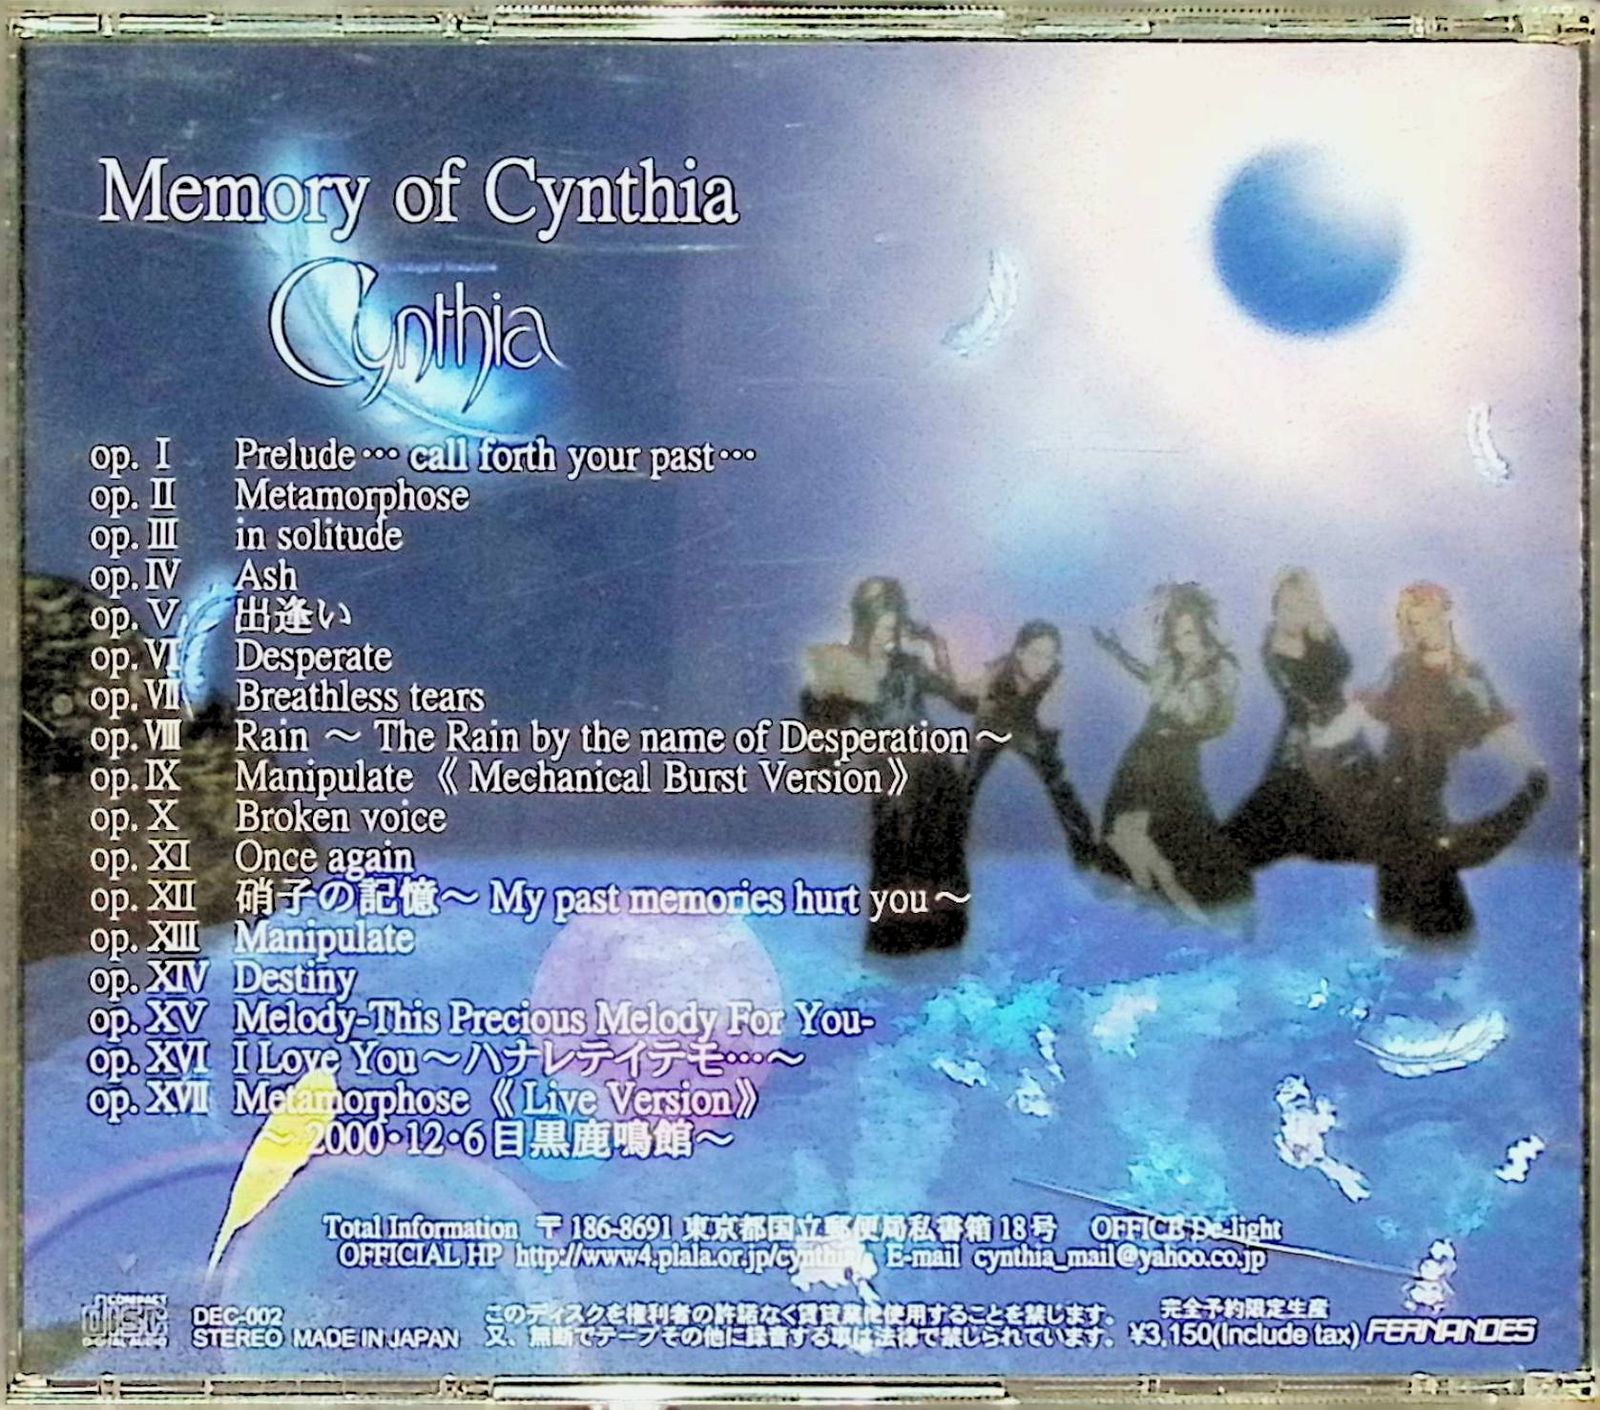 Memory of Cynthia
Cynthia
op. Ⅰ Prelude… call forth your past…
op. Ⅱ Metamorphose
op. Ⅲ in solitude
op. Ⅳ Ash
op. Ⅴ 出逢い
op. Ⅵ Desperate
op. Ⅶ Breathless tears
op. Ⅷ Rain ～ The Rain by the name of Desperation～
op. Ⅸ Manipulate 《 Mechanical Burst Version》
op. Ⅹ Broken voice
op. ⅩⅠ Once again
op. ⅩⅡ 硝子の記憶～ My past memories hurt you～
op. ⅩⅢ Manipulate
op. ⅩⅣ Destiny
op. ⅩⅤ Melody-This Precious Melody For You-
op. ⅩⅥ I Love You～ハナレテイテモ…～
op. ⅩⅦ Metamorphose 《 Live Version》
～ 2000・12・6 目黒鹿鳴館～
Total Information 〒 186-8691 東京都国立郵便局私書箱 18号 OFFICE De-light
OFFICIAL HP http://www4.plala.or.jp/cynthia/ E-mail cynthia_mail@yahoo.co.jp
COMPACT disc DIGITAL AUDIO
DEC-002
STEREO MADE IN JAPAN
このディスクを権利者の許諾なく賃貸業に使用することを禁じます。
又、無断でテープその他に録音する事は法律で禁じられています。
完全予約限定生産
¥3,150(Include tax) FERNANDES